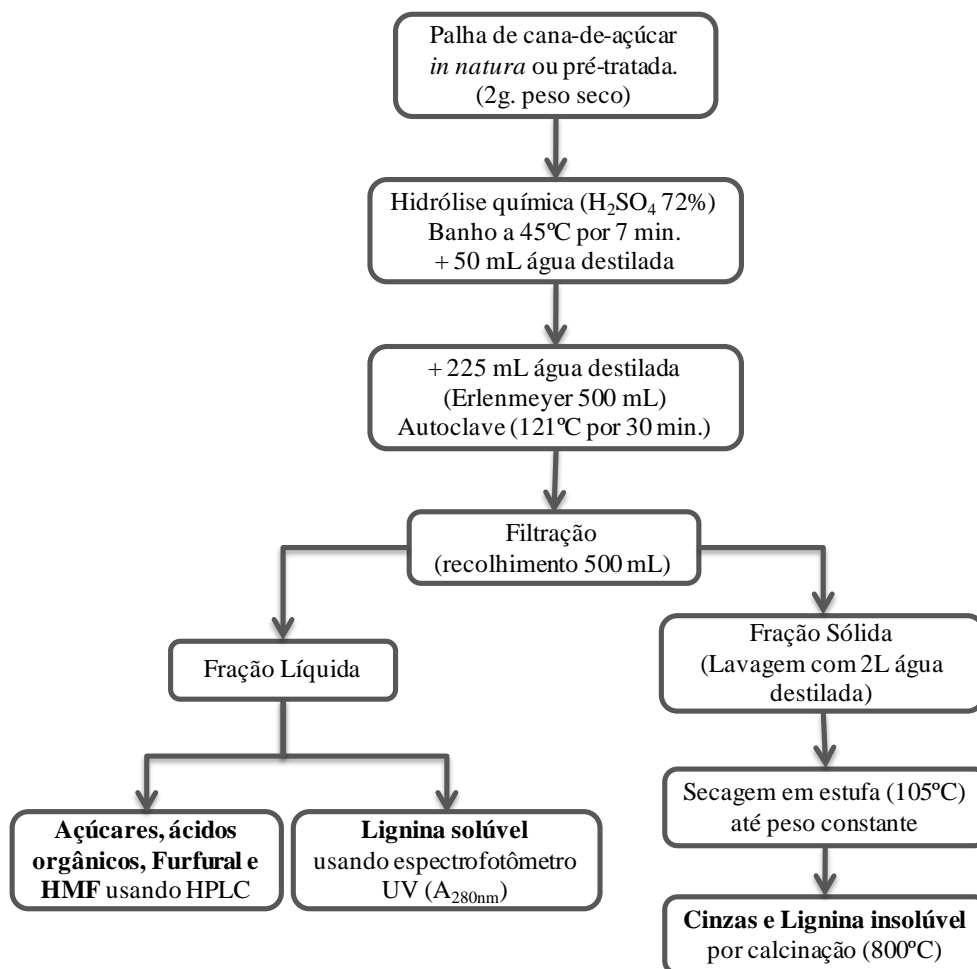 Palha de cana-de-açúcar
in natura ou pré-tratada.
(2g. peso seco)
Hidrólise química (H₂SO₄ 72%)
Banho a 45ºC por 7 min.
+ 50 mL água destilada
+ 225 mL água destilada
(Erlenmeyer 500 mL)
Autoclave (121ºC por 30 min.)
Filtração
(recolhimento 500 mL)
Fração Líquida
Açúcares, ácidos
orgânicos, Furfural e
HMF usando HPLC
Lignina solúvel
usando espectrofotômetro
UV (A₂₈₀ₙₘ)
Fração Sólida
(Lavagem com 2L água
destilada)
Secagem em estufa (105ºC)
até peso constante
Cinzas e Lignina insolúvel
por calcinação (800ºC)